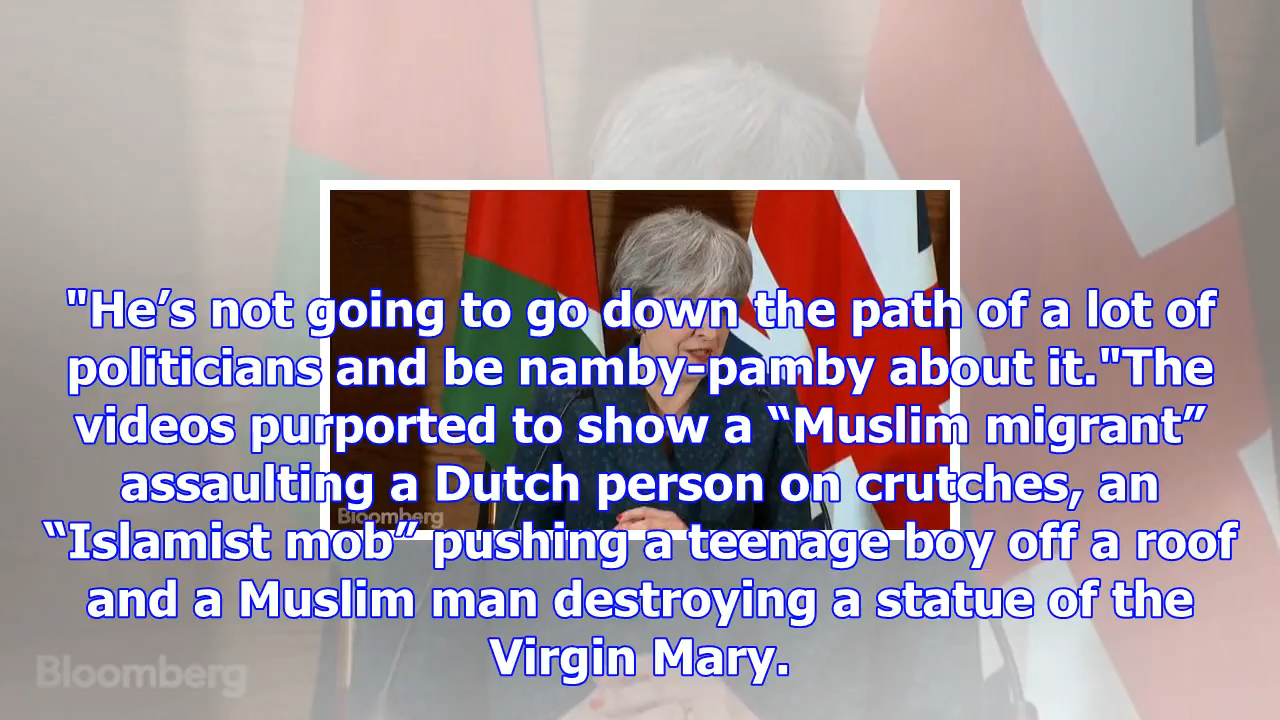 "He’s not going to go down the path of a lot of
politicians and be namby-pamby about it."The
videos purported to show a “Muslim migrant”
assaulting a Dutch person on crutches, an
Bloomberg
“Islamist mob” pushing a teenage boy off a roof
and a Muslim man destroying a statue of the
Virgin Mary.
Bloomberg